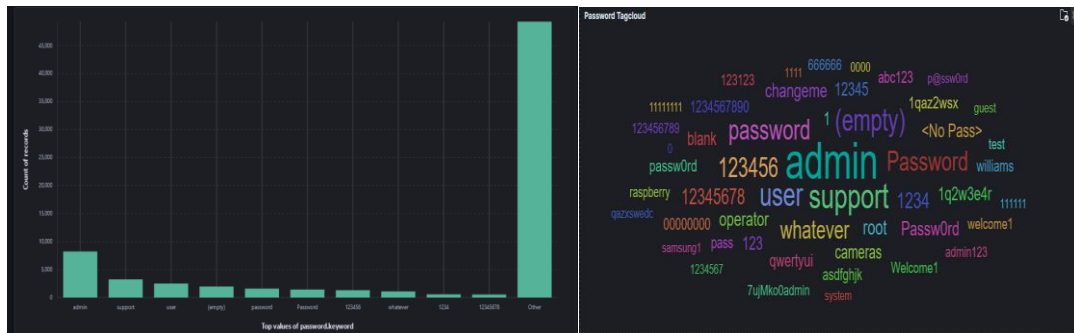 45,000
40,000
35,000
30,000
25,000
20,000
15,000
10,000
5,000
0
Count of records
admin support user (empty) password Password 123456 whatever 1234 12345678 Other
Top values of password.keyword
Password Tagcloud
666666 0000
1111
123123 abc123 p@ssw0rd
changeme 12345
11111111 1234567890 1qaz2wsx guest
123456789 blank password 1 (empty) <No Pass>
0 test
passw0rd 123456 admin Password williams
raspberry 12345678 user support 1234 1q2w3e4r 111111
qazxswedc 00000000 operator whatever root Passw0rd welcome1
samsung1 pass 123 cameras admin123
1234567 qwertyui asdfghjk Welcome1
7ujMko0admin system